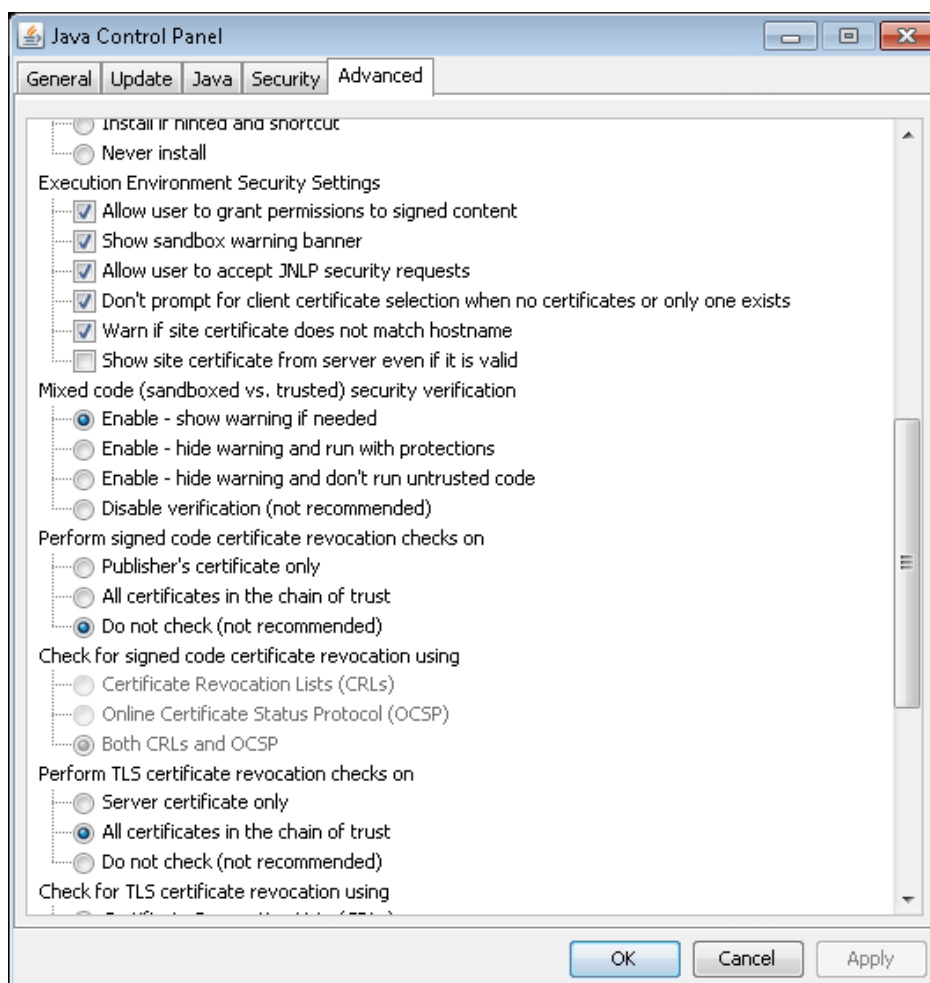 Java Control Panel
General Update Java Security Advanced
Install if hinted and shortcut
Never install
Execution Environment Security Settings
Allow user to grant permissions to signed content
Show sandbox warning banner
Allow user to accept JNLP security requests
Don't prompt for client certificate selection when no certificates or only one exists
Warn if site certificate does not match hostname
Show site certificate from server even if it is valid
Mixed code (sandboxed vs. trusted) security verification
Enable - show warning if needed
Enable - hide warning and run with protections
Enable - hide warning and don't run untrusted code
Disable verification (not recommended)
Perform signed code certificate revocation checks on
Publisher's certificate only
All certificates in the chain of trust
Do not check (not recommended)
Check for signed code certificate revocation using
Certificate Revocation Lists (CRLs)
Online Certificate Status Protocol (OCSP)
Both CRLs and OCSP
Perform TLS certificate revocation checks on
Server certificate only
All certificates in the chain of trust
Do not check (not recommended)
Check for TLS certificate revocation using
OK Cancel Apply